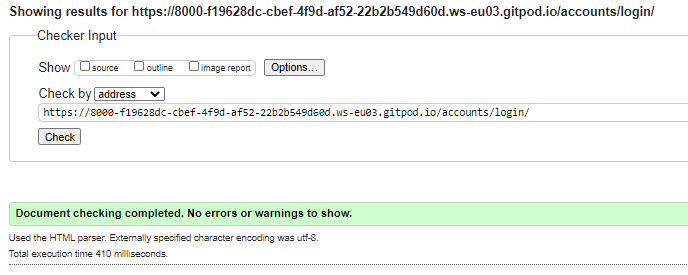 Showing results for https://8000-f19628dc-cbef-4f9d-af52-22b2b549d60d.ws-eu03.gitpod.io/accounts/login/
Checker Input
Show source outline image report Options...
Check by address
https://8000-f19628dc-cbef-4f9d-af52-22b2b549d60d.ws-eu03.gitpod.io/accounts/login/
Check
Document checking completed. No errors or warnings to show.
Used the HTML parser. Externally specified character encoding was utf-8.
Total execution time 410 milliseconds.